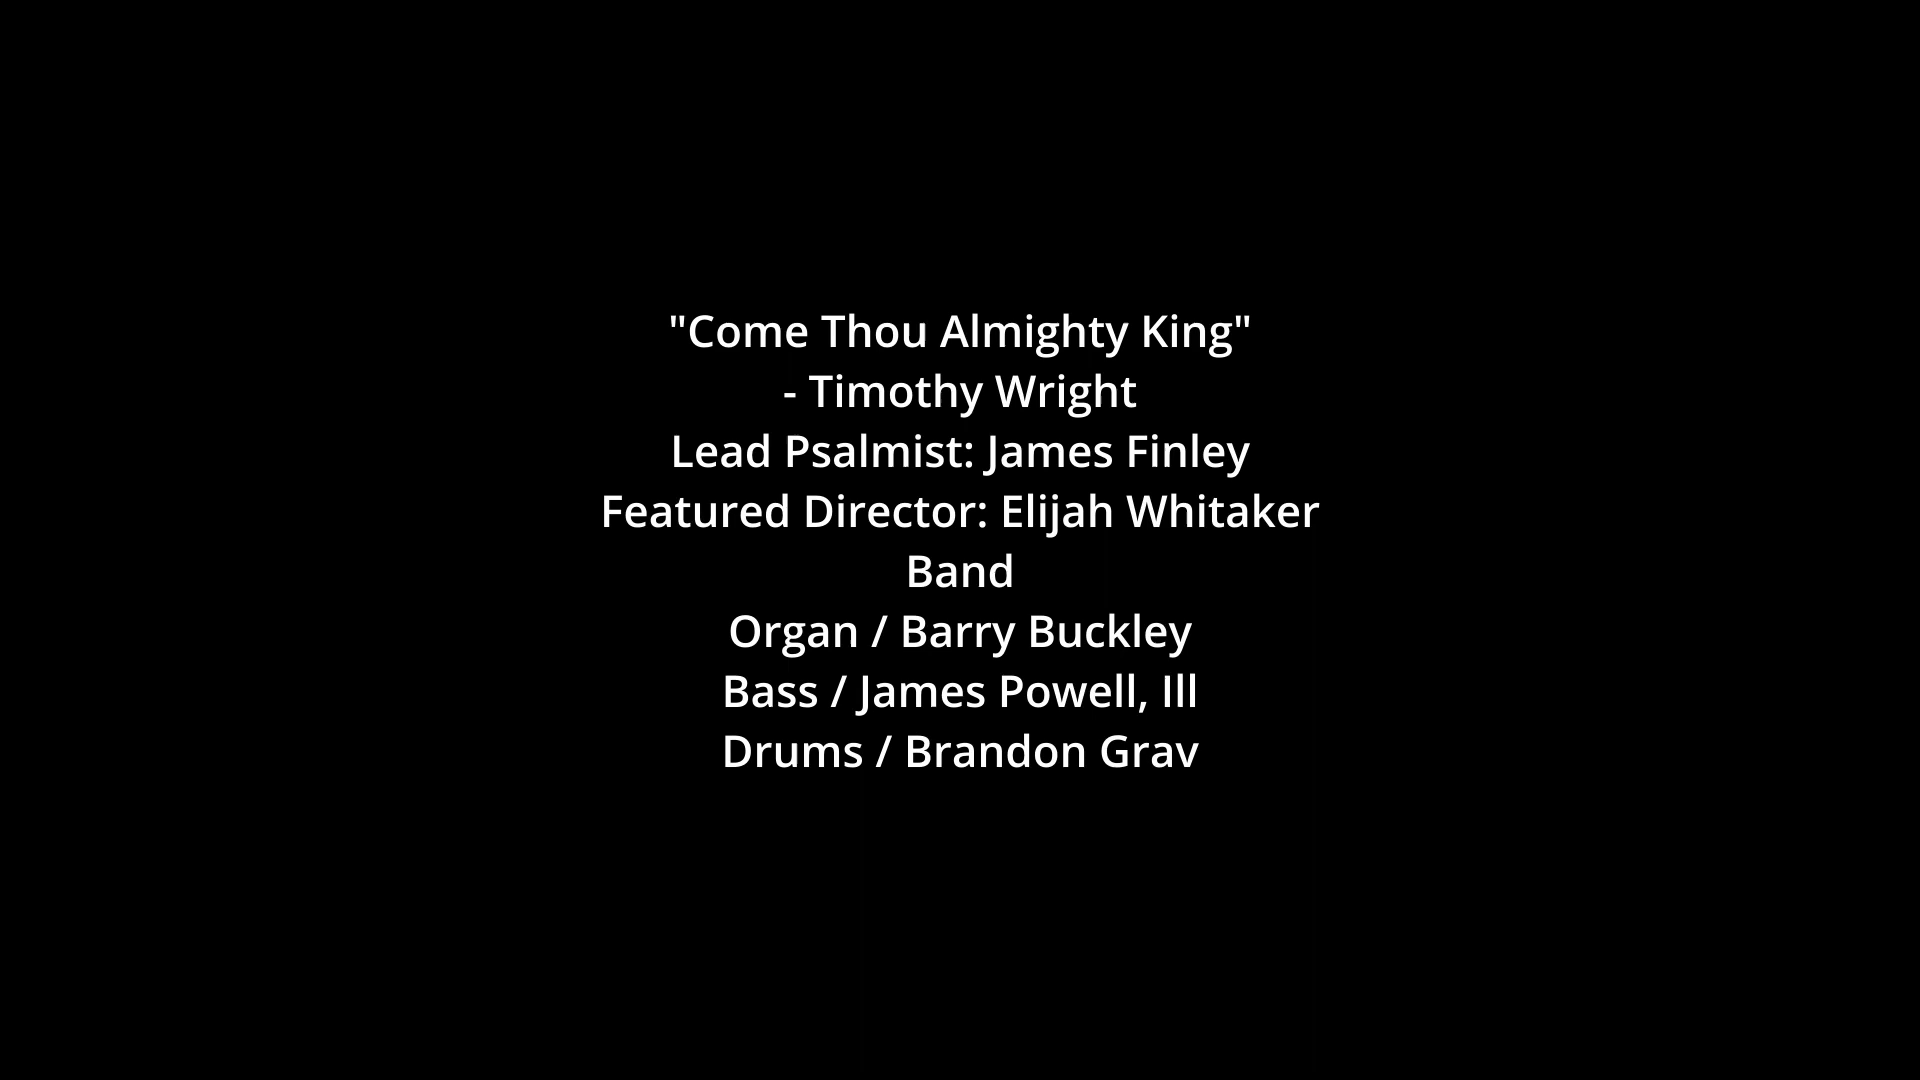 "Come Thou Almighty King"
- Timothy Wright
Lead Psalmist: James Finley
Featured Director: Elijah Whitaker
Band
Organ / Barry Buckley
Bass / James Powell, Ill
Drums / Brandon Grav